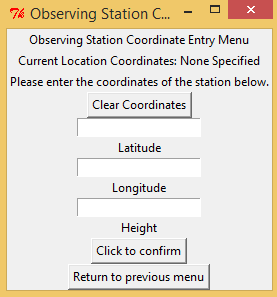 Observing Station C...
Observing Station Coordinate Entry Menu
Current Location Coordinates: None Specified
Please enter the coordinates of the station below.
Clear Coordinates
Latitude
Longitude
Height
Click to confirm
Return to previous menu